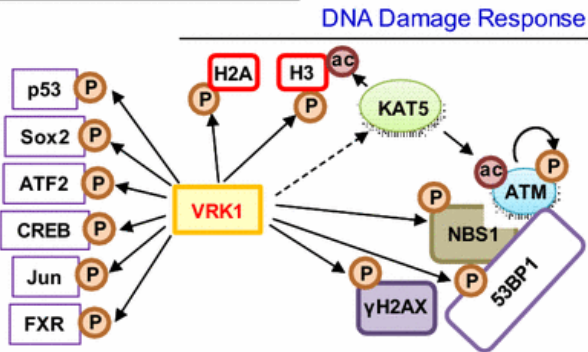 DNA Damage Response
p53
P
Sox2
P
ATF2
P
CREB
P
Jun
P
FXR
P
VRK1
H2A
P
H3
ac
P
KAT5
ac
P
ATM
P
NBS1
P
53BP1
P
γH2AX